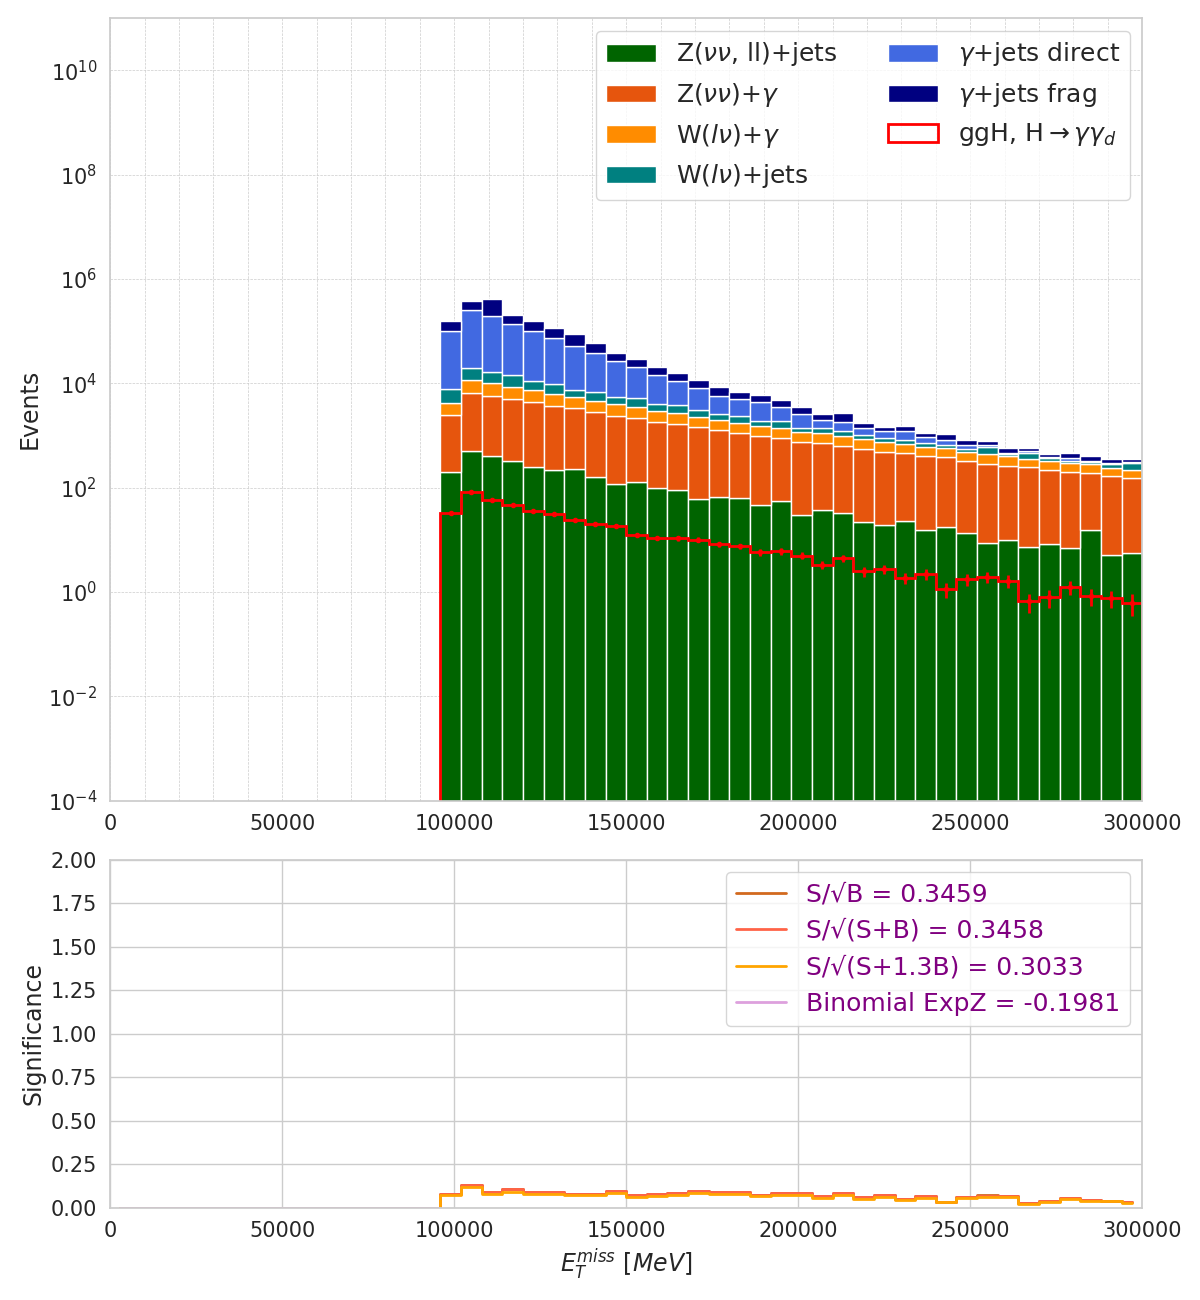 Events
10^10
10^8
10^6
10^4
10^2
10^0
10^−2
10^−4
Z(νν, ll)+jets
Z(νν)+γ
W(lν)+γ
W(lν)+jets
γ+jets direct
γ+jets frag
ggH, H→γγ_d
0 50000 100000 150000 200000 250000 300000
Significance
2.00
1.75
1.50
1.25
1.00
0.75
0.50
0.25
0.00
S/√B = 0.3459
S/√(S+B) = 0.3458
S/√(S+1.3B) = 0.3033
Binomial ExpZ = -0.1981
0 50000 100000 150000 200000 250000 300000
E_T^miss [MeV]